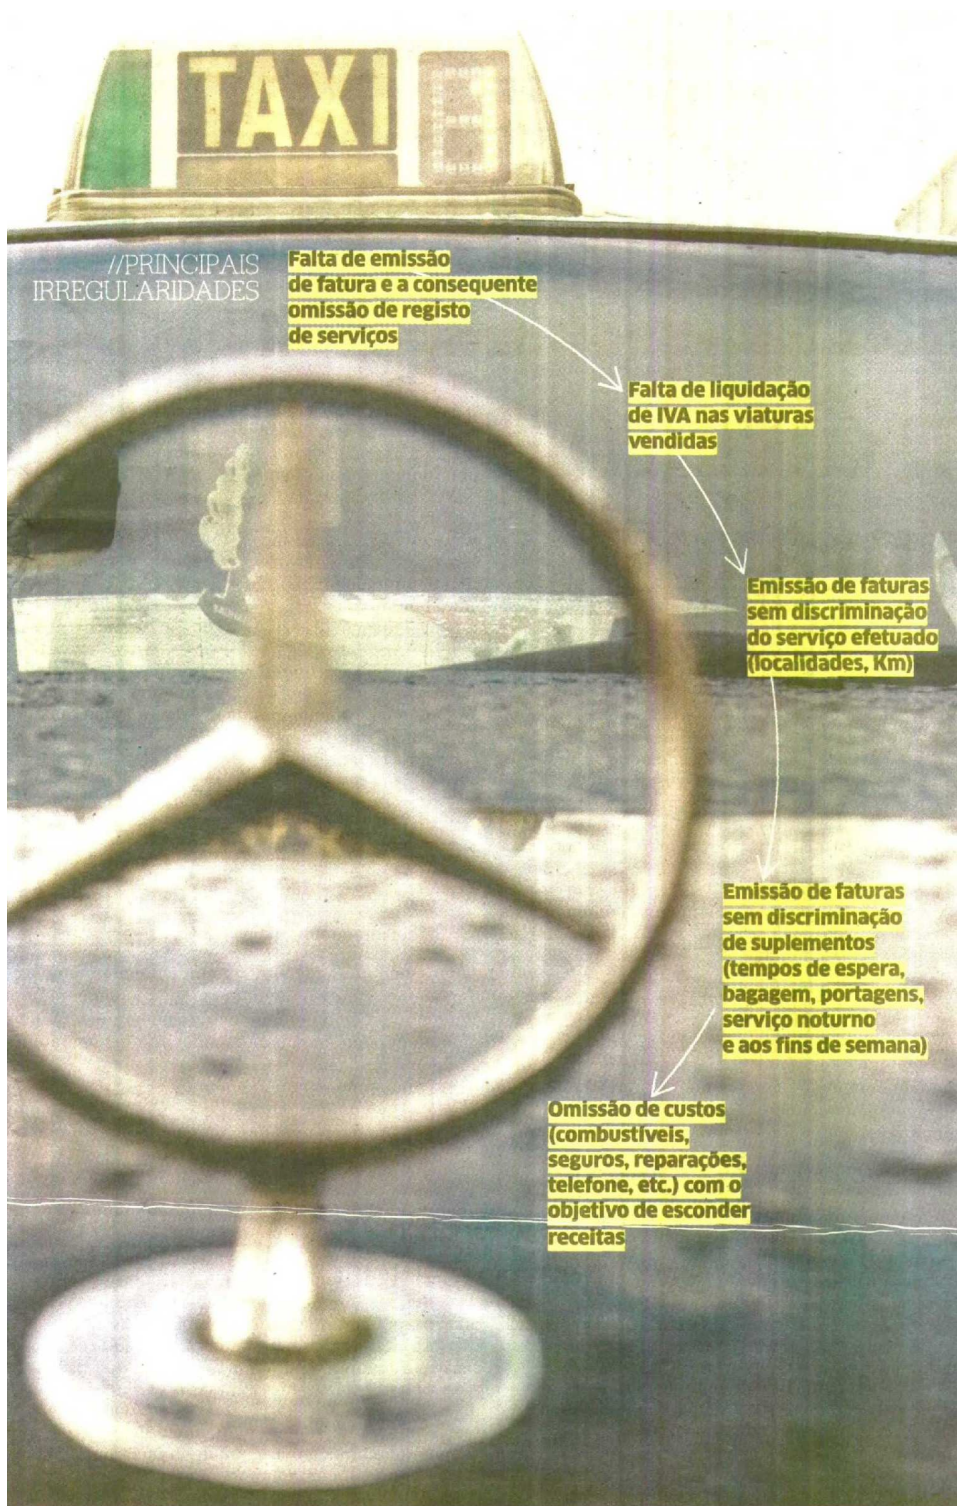 TAXI
1
//PRINCIPAIS
IRREGULARIDADES
Falta de emissão
de fatura e a consequente
omissão de registo
de serviços
Falta de liquidação
de IVA nas viaturas
vendidas
Emissão de faturas
sem discriminação
do serviço efetuado
(localidades, Km)
Emissão de faturas
sem discriminação
de suplementos
(tempos de espera,
bagagem, portagens,
serviço noturno
e aos fins de semana)
Omissão de custos
(combustíveis,
seguros, reparações,
telefone, etc.) com o
objetivo de esconder
receitas